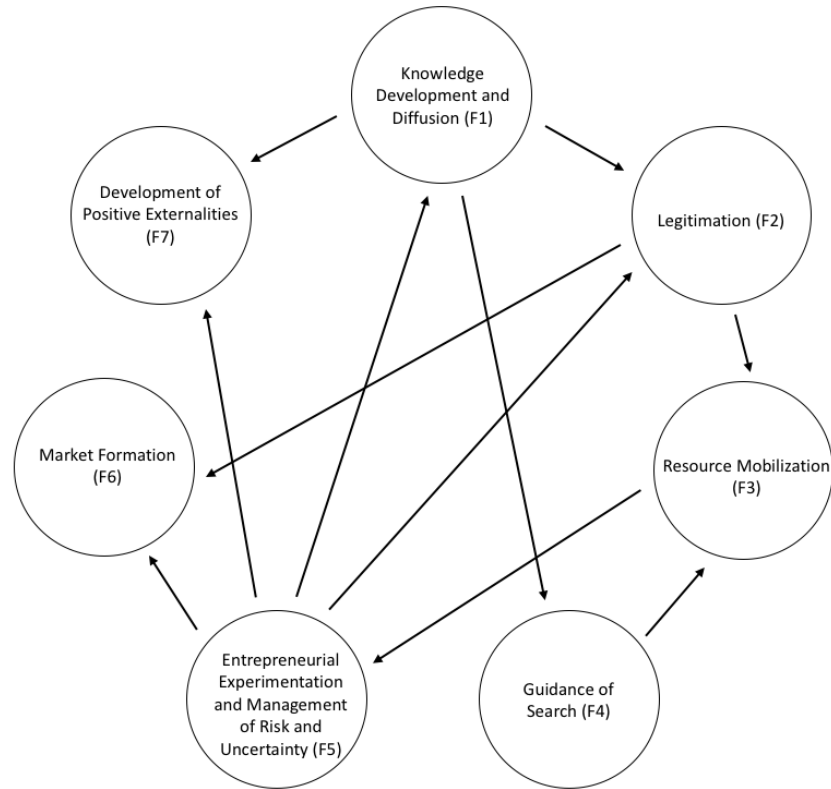 Knowledge
Development and
Diffusion (F1)
Development of
Positive Externalities
(F7)
Legitimation (F2)
Market Formation
(F6)
Resource Mobilization
(F3)
Entrepreneurial
Experimentation
and Management
of Risk and
Uncertainty (F5)
Guidance of
Search (F4)